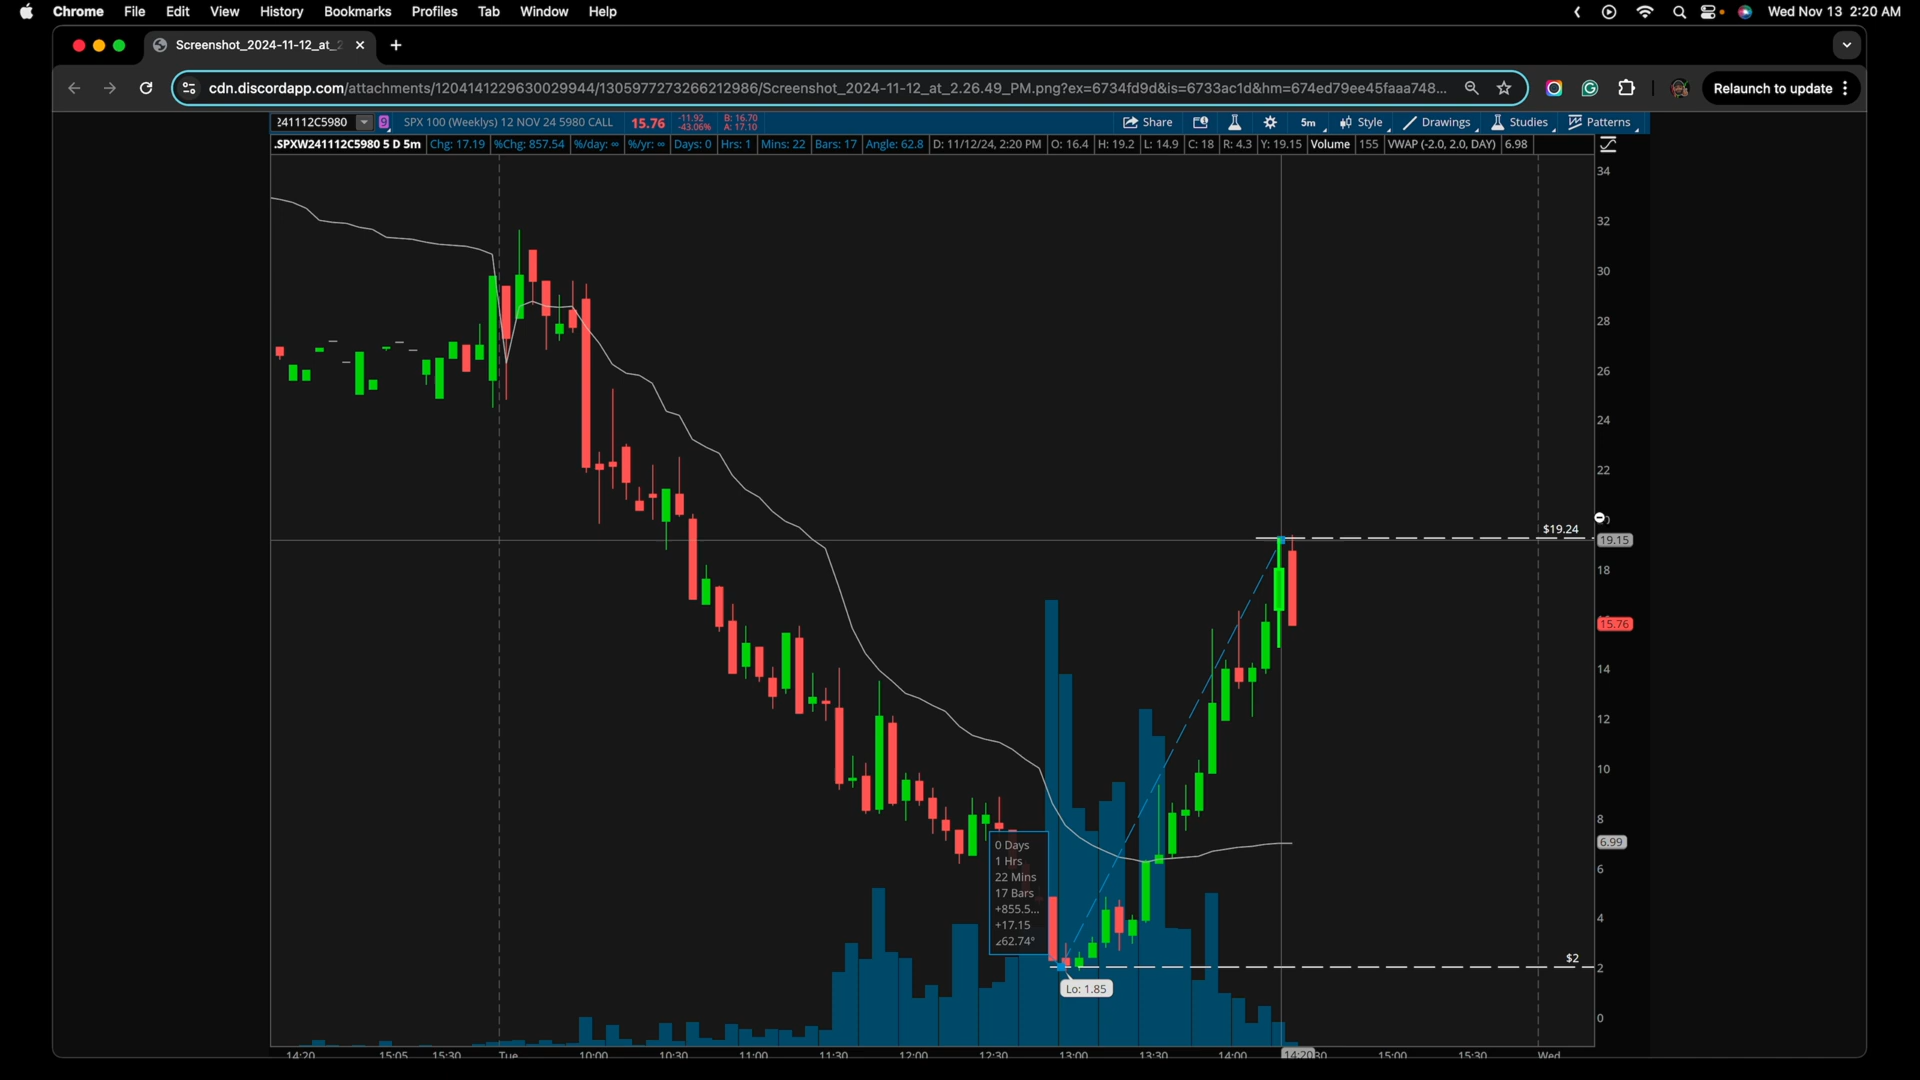 Chrome File Edit View History Bookmarks Profiles Tab Window Help Wed Nov 13 2:20 AM
Screenshot_2024-11-12_at_2
cdn.discordapp.com/attachments/1204141229630029944/1305977273266212986/Screenshot_2024-11-12_at_2.26.49_PM.png?ex=6734fd9d&is=6733ac1d&hm=674ed79ee45faaa748... Relaunch to update
241112C5980 9 SPX 100 (Weeklys) 12 NOV 24 5980 CALL 15.76 -11.92 -43.06% B: 16.70 A: 17.10 Share 5m Style Drawings Studies Patterns
.SPXW241112C5980 5 D 5m Chg: 17.19 %Chg: 857.54 %/day: ∞ %/yr: ∞ Days: 0 Hrs: 1 Mins: 22 Bars: 17 Angle: 62.8 D: 11/12/24, 2:20 PM O: 16.4 H: 19.2 L: 14.9 C: 18 R: 4.3 Y: 19.15 Volume 155 VWAP (-2.0, 2.0, DAY) 6.98
34
32
30
28
26
24
22
$19.24
19.15
18
15.76
14
12
10
8
6.99
6
4
$2
2
0
0 Days
1 Hrs
22 Mins
17 Bars
+855.5...
+17.15
∠62.74°
Lo: 1.85
14:20 15:05 15:30 Tue 10:00 10:30 11:00 11:30 12:00 12:30 13:00 13:30 14:00 14:20 30 15:00 15:30 Wed